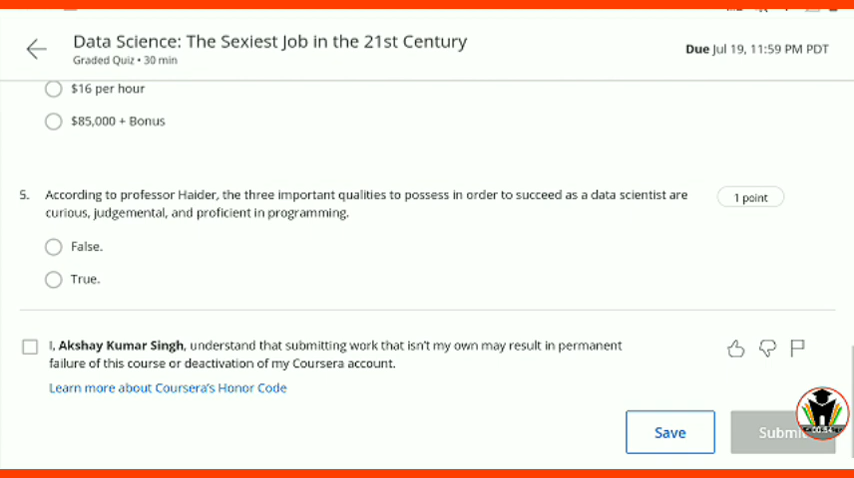 Data Science: The Sexiest Job in the 21st Century
Graded Quiz • 30 min
Due Jul 19, 11:59 PM PDT
$16 per hour
$85,000 + Bonus
5. According to professor Haider, the three important qualities to possess in order to succeed as a data scientist are
curious, judgemental, and proficient in programming.
1 point
False.
True.
I, Akshay Kumar Singh, understand that submitting work that isn't my own may result in permanent
failure of this course or deactivation of my Coursera account.
Learn more about Coursera's Honor Code
Save